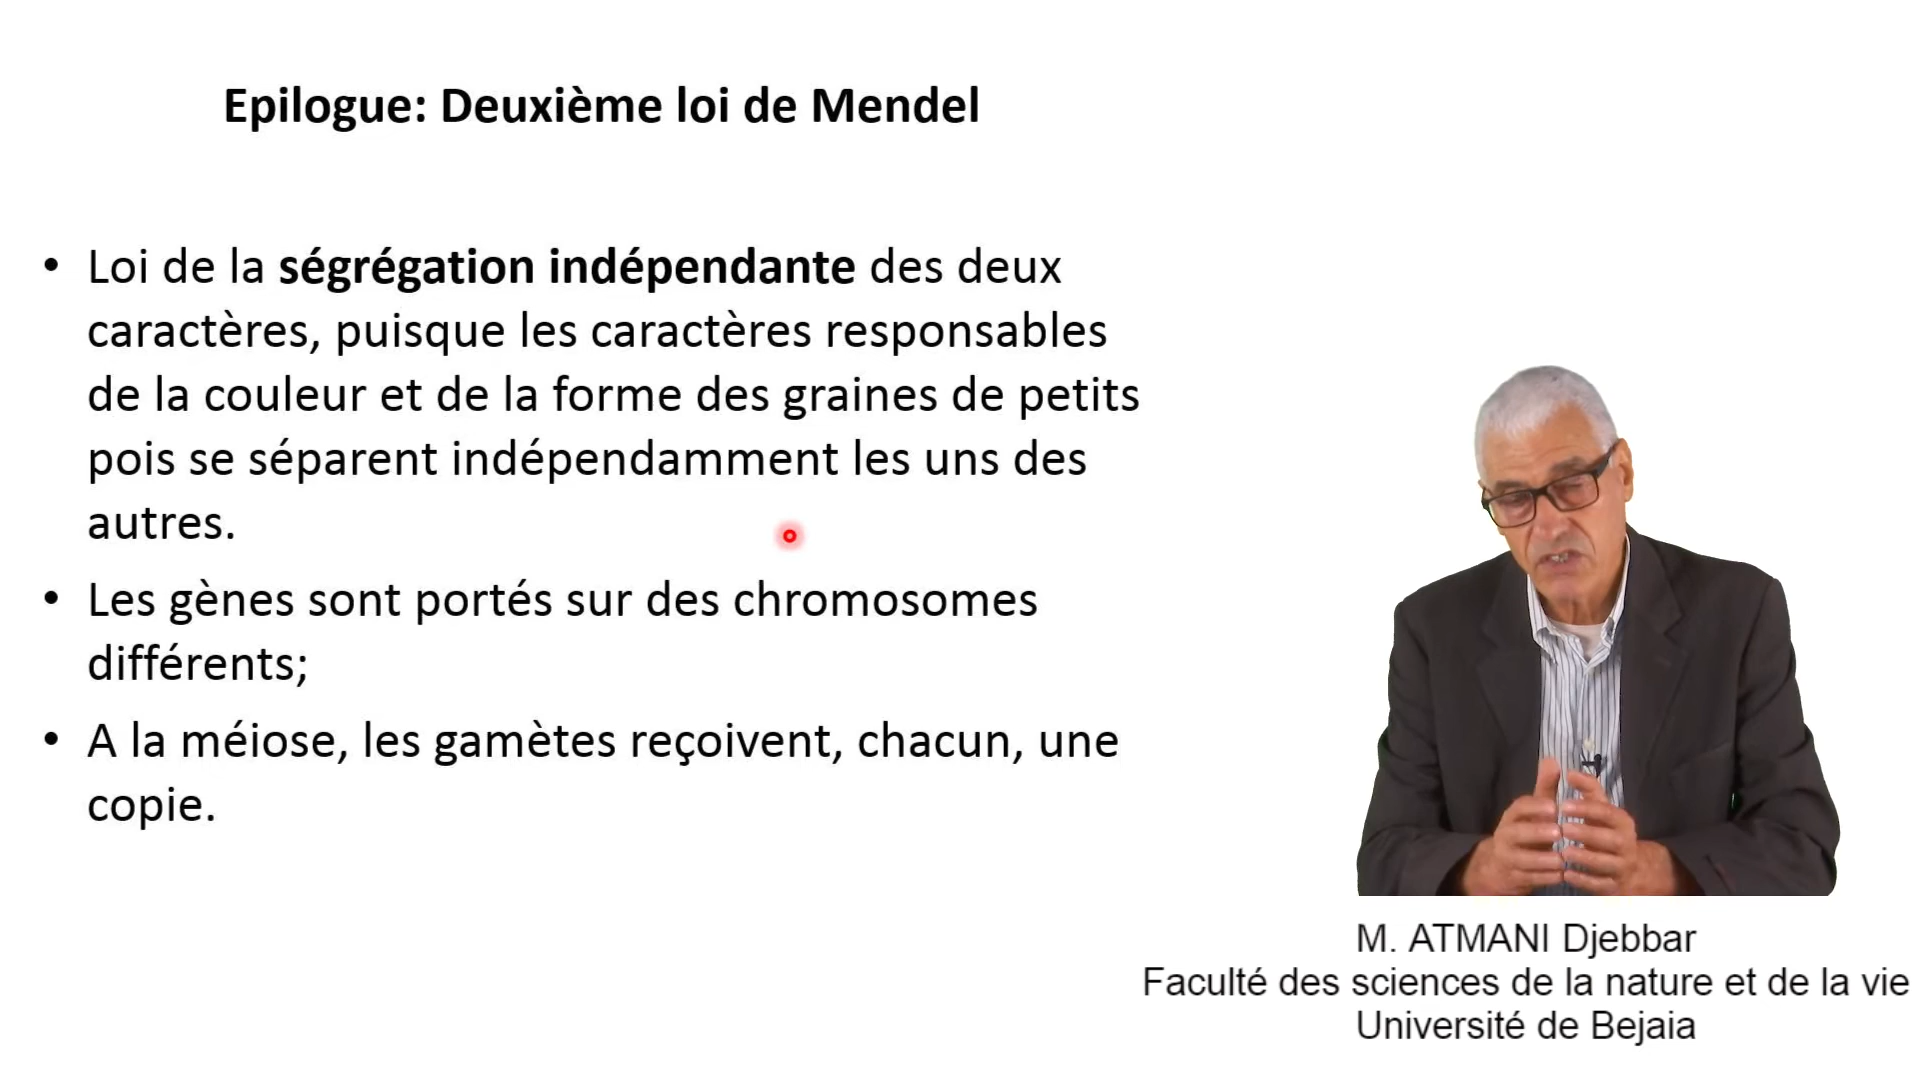 Epilogue: Deuxième loi de Mendel
• Loi de la ségrégation indépendante des deux
caractères, puisque les caractères responsables
de la couleur et de la forme des graines de petits
pois se séparent indépendamment les uns des
autres.
• Les gènes sont portés sur des chromosomes
différents;
• A la méiose, les gamètes reçoivent, chacun, une
copie.
M. ATMANI Djebbar
Faculté des sciences de la nature et de la vie
Université de Bejaia